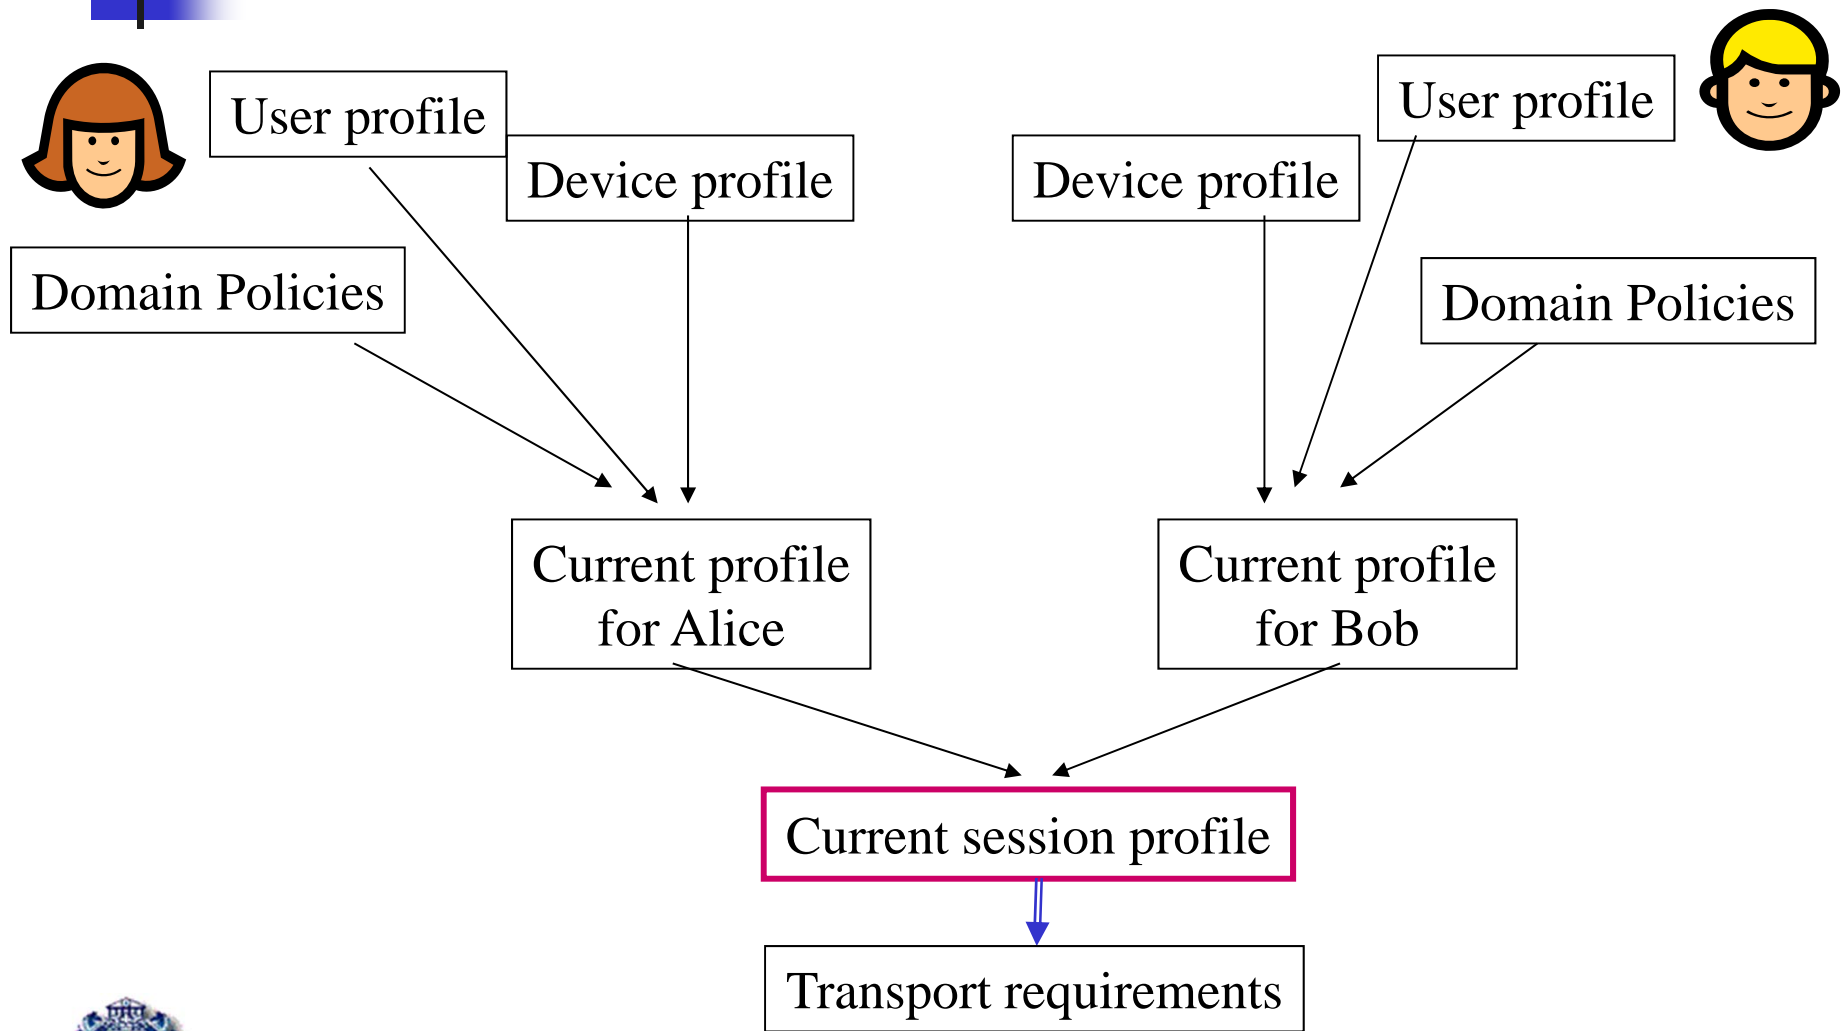 User profile
User profile
Device profile
Device profile
Domain Policies
Domain Policies
Current profile
for Alice
Current profile
for Bob
Current session profile
Transport requirements